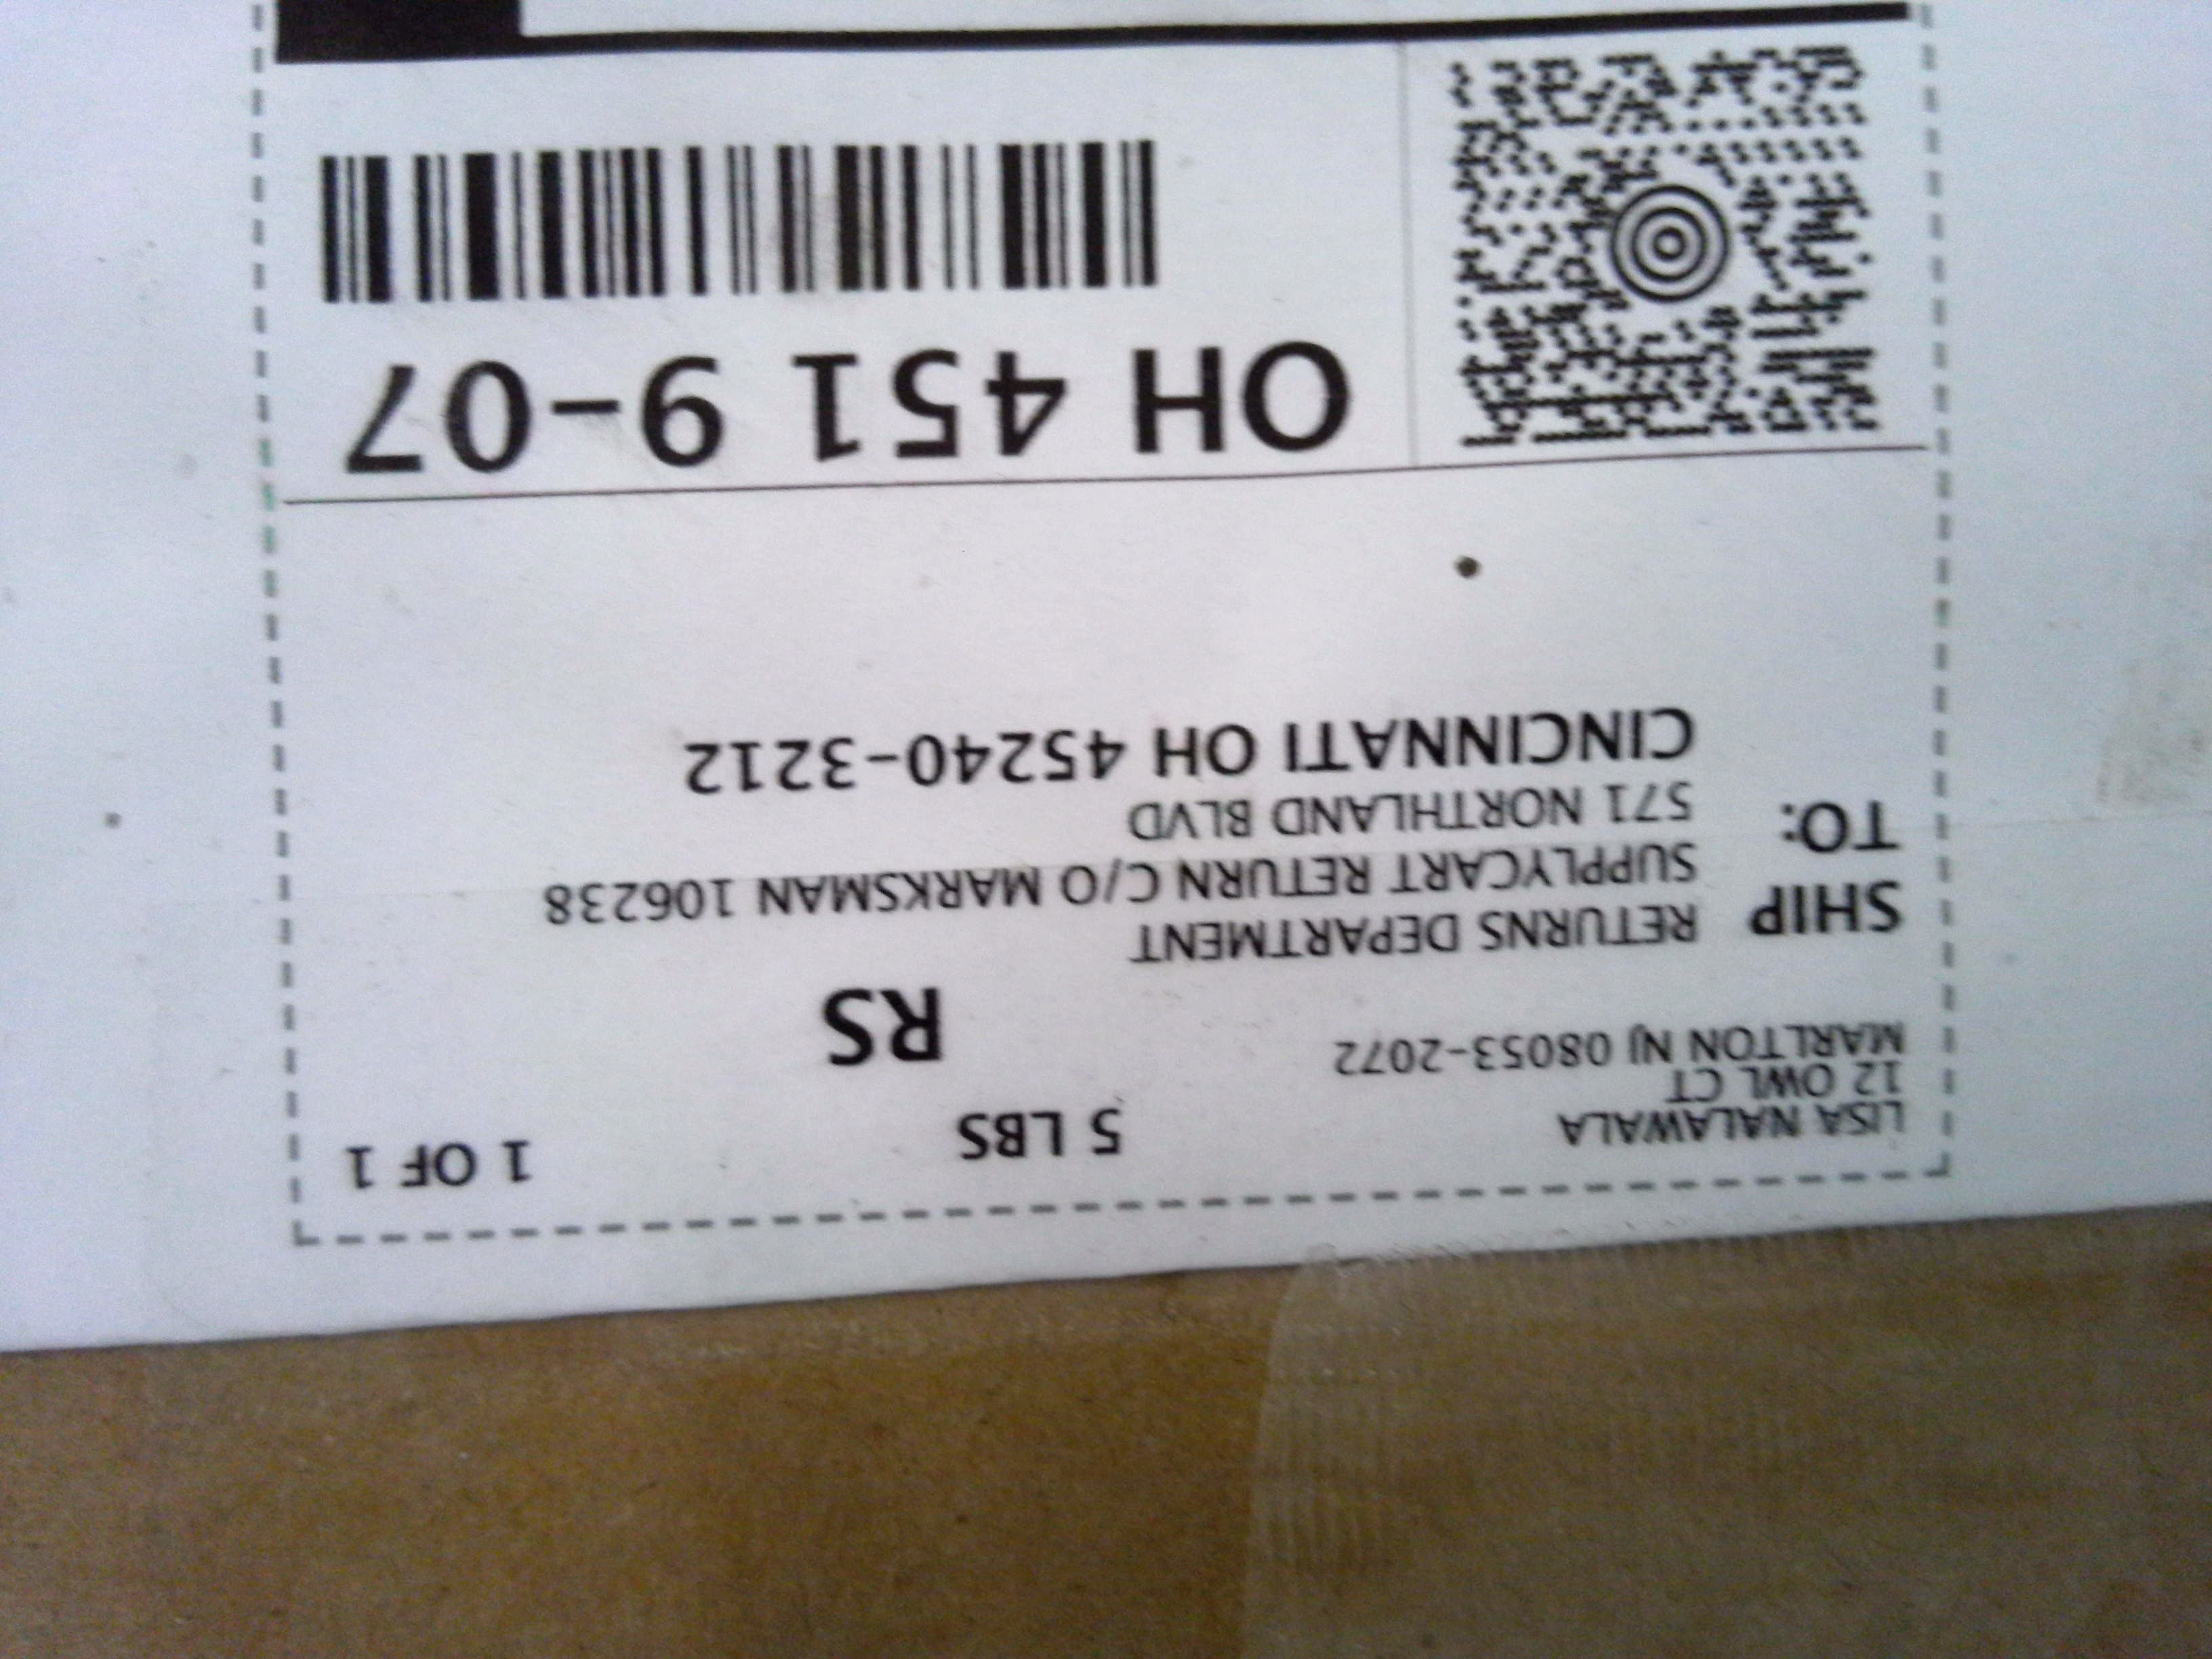 LISA NALAWALA
12 OWL CT
MARLTON NJ 08053-2072
5 LBS
1 OF 1
RS
SHIP TO:
RETURNS DEPARTMENT
SUPPLYCART RETURN C/O MARKSMAN 106238
571 NORTHLAND BLVD
CINCINNATI OH 45240-3212
OH 451 9-07